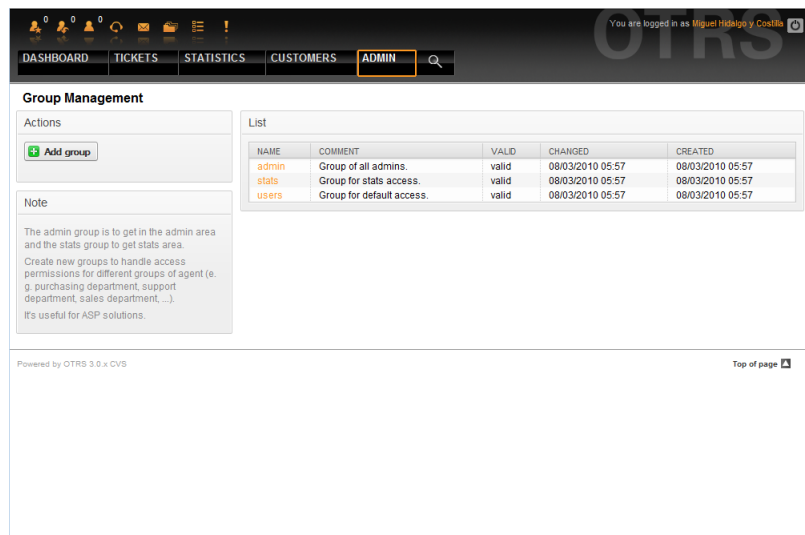 0 0 0 !
You are logged in as Miguel Hidalgo y Costilla
OTRS
DASHBOARD TICKETS STATISTICS CUSTOMERS ADMIN
Group Management
Actions
Add group
Note
The admin group is to get in the admin area
and the stats group to get stats area.
Create new groups to handle access
permissions for different groups of agent (e.
g. purchasing department, support
department, sales department, ...).
It's useful for ASP solutions.
List
NAME COMMENT VALID CHANGED CREATED
admin Group of all admins. valid 08/03/2010 05:57 08/03/2010 05:57
stats Group for stats access. valid 08/03/2010 05:57 08/03/2010 05:57
users Group for default access. valid 08/03/2010 05:57 08/03/2010 05:57
Powered by OTRS 3.0.x CVS
Top of page